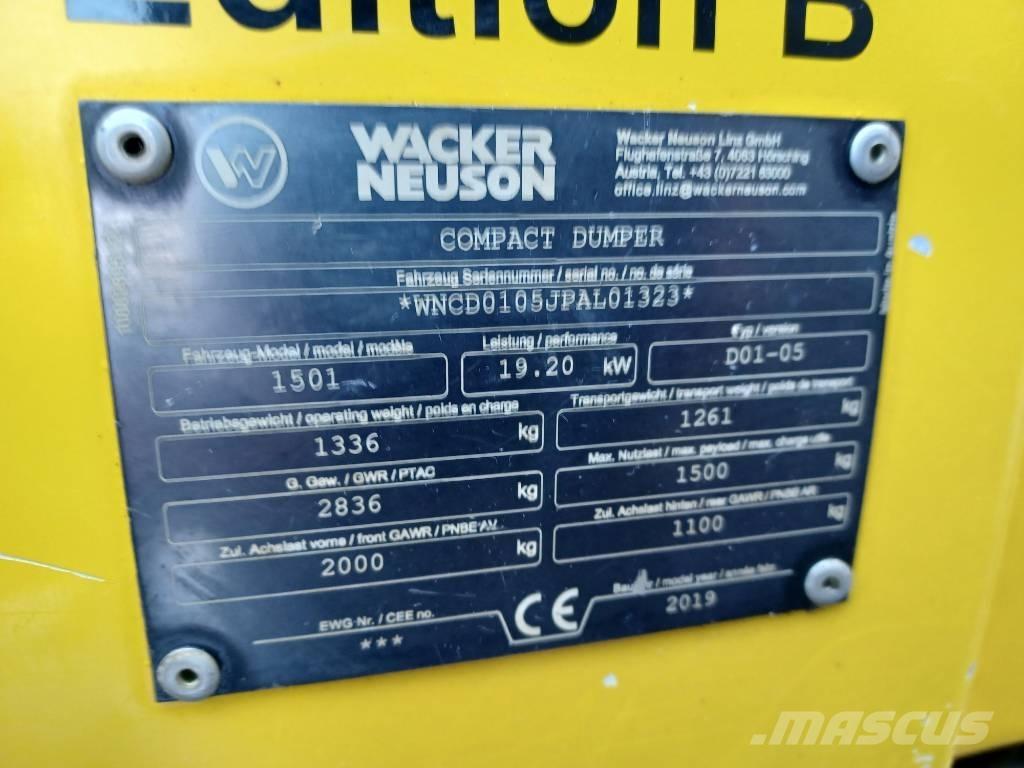 Edition B
WACKER
NEUSON
Wacker Neuson Linz GmbH
Flughafenstraße 7, 4063 Hörsching
Austria, Tel. +43 (0)7221 63000
office.linz@wackerneuson.com
COMPACT DUMPER
Fahrzeug Seriennummer / serial no. / no. de série
*WNCD0105JPAL01323*
Fahrzeug-Model / model / modèle
1501
Leistung / performance
19.20 kW
Typ / version
D01-05
Betriebsgewicht / operating weight / poids en charge
1336 kg
Transportgewicht / transport weight / poids de transport
1261 kg
G. Gew. / GWR / PTAC
2836 kg
Max. Nutzlast / max. payload / max. charge utile
1500 kg
Zul. Achslast vorne / front GAWR / PNBE AV
2000 kg
Zul. Achslast hinten / rear GAWR / PNBE AR
1100 kg
EWG Nr. / CEE no.
***
CE
Baujahr / model year / année fabr.
2019
MASCUS